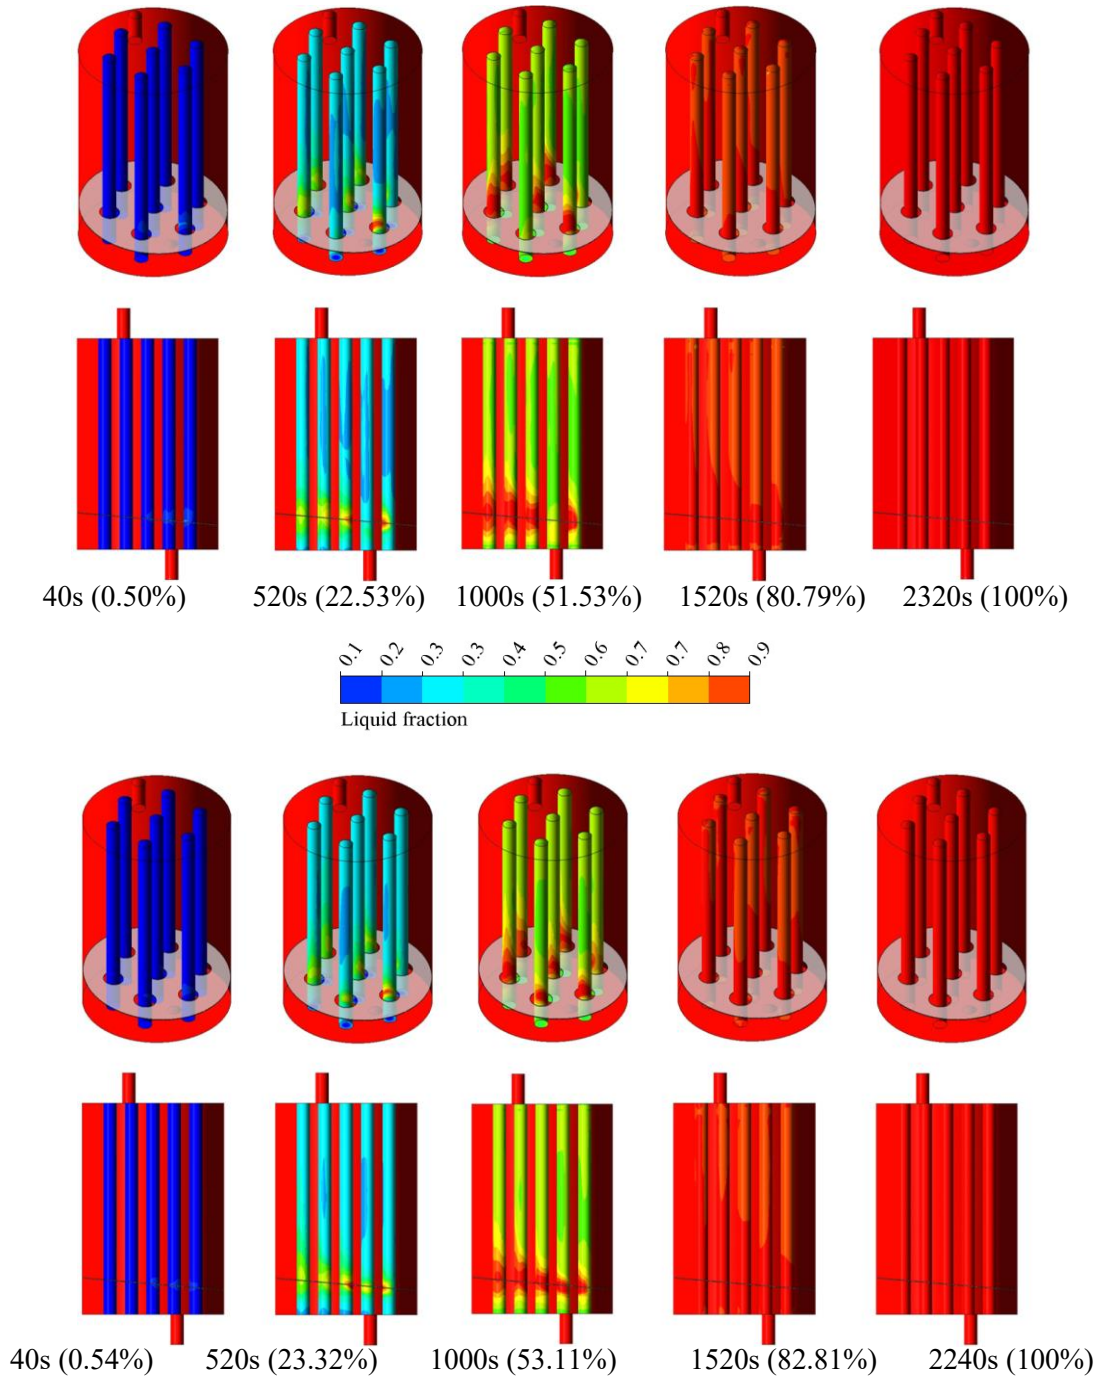 40s (0.50%) 520s (22.53%) 1000s (51.53%) 1520s (80.79%) 2320s (100%)
0.1 0.2 0.3 0.3 0.4 0.5 0.6 0.7 0.7 0.8 0.9
Liquid fraction
40s (0.54%) 520s (23.32%) 1000s (53.11%) 1520s (82.81%) 2240s (100%)